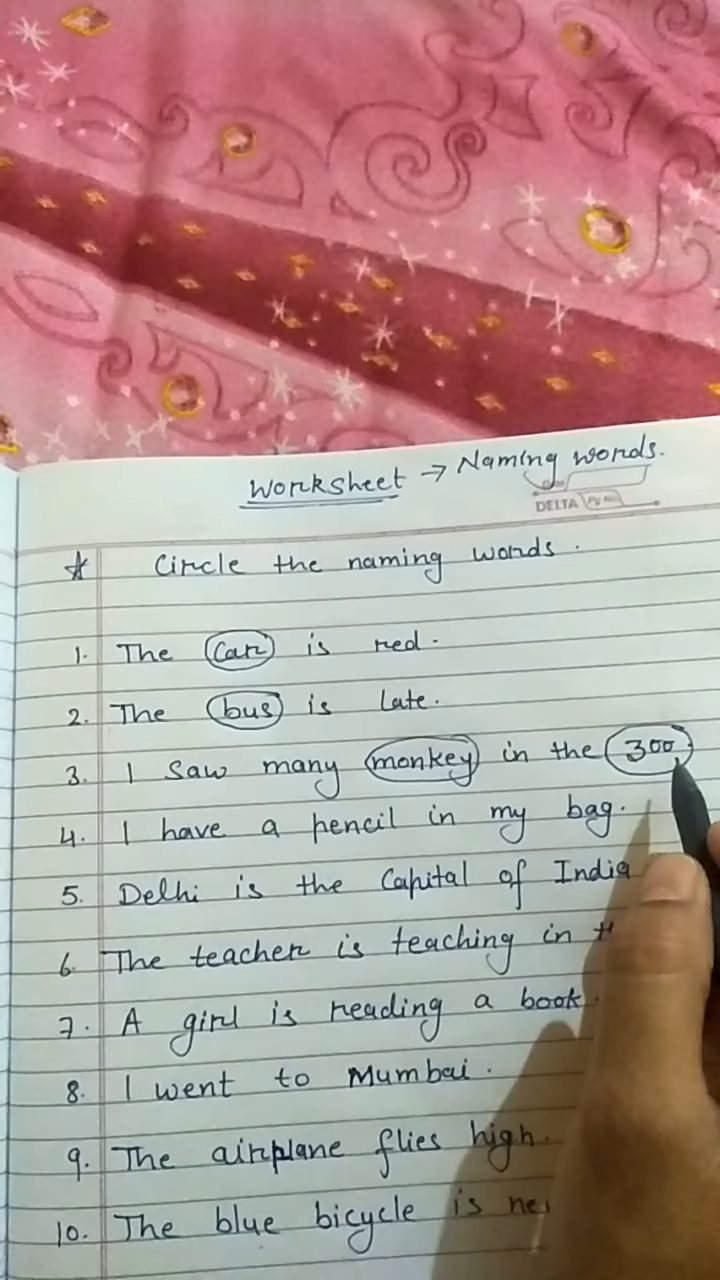 Worksheet → Naming words.
DELTA Pg No.
☆ Circle the naming words.
1. The car is red.
2. The bus is late.
3. I saw many monkey in the zoo
4. I have a pencil in my bag.
5. Delhi is the Capital of India
6. The teacher is teaching in
7. A girl is reading a book.
8. I went to Mumbai.
9. The airplane flies high.
10. The blue bicycle is